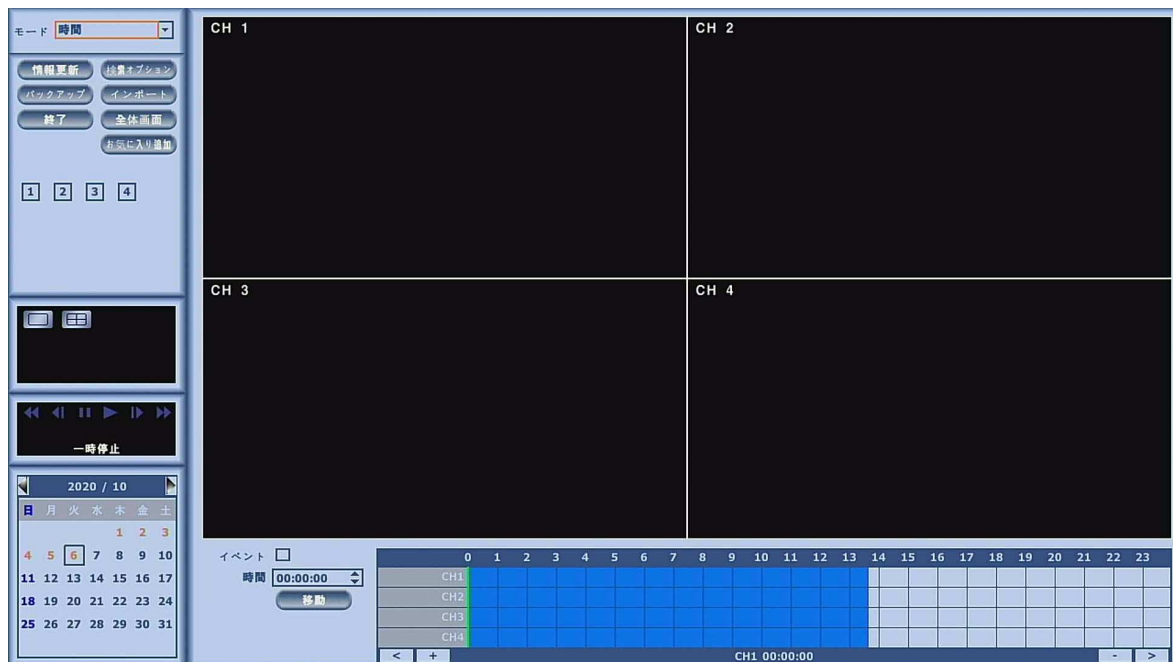 モード 時間
情報更新 検索オプション
バックアップ インポート
終了 全体画面
お気に入り追加
1 2 3 4
一時停止
2020 / 10
日 月 火 水 木 金 土
1 2 3
4 5 6 7 8 9 10
11 12 13 14 15 16 17
18 19 20 21 22 23 24
25 26 27 28 29 30 31
CH 1
CH 2
CH 3
CH 4
イベント
時間 00:00:00
移動
0 1 2 3 4 5 6 7 8 9 10 11 12 13 14 15 16 17 18 19 20 21 22 23
CH1
CH2
CH3
CH4
< + CH1 00:00:00 - >